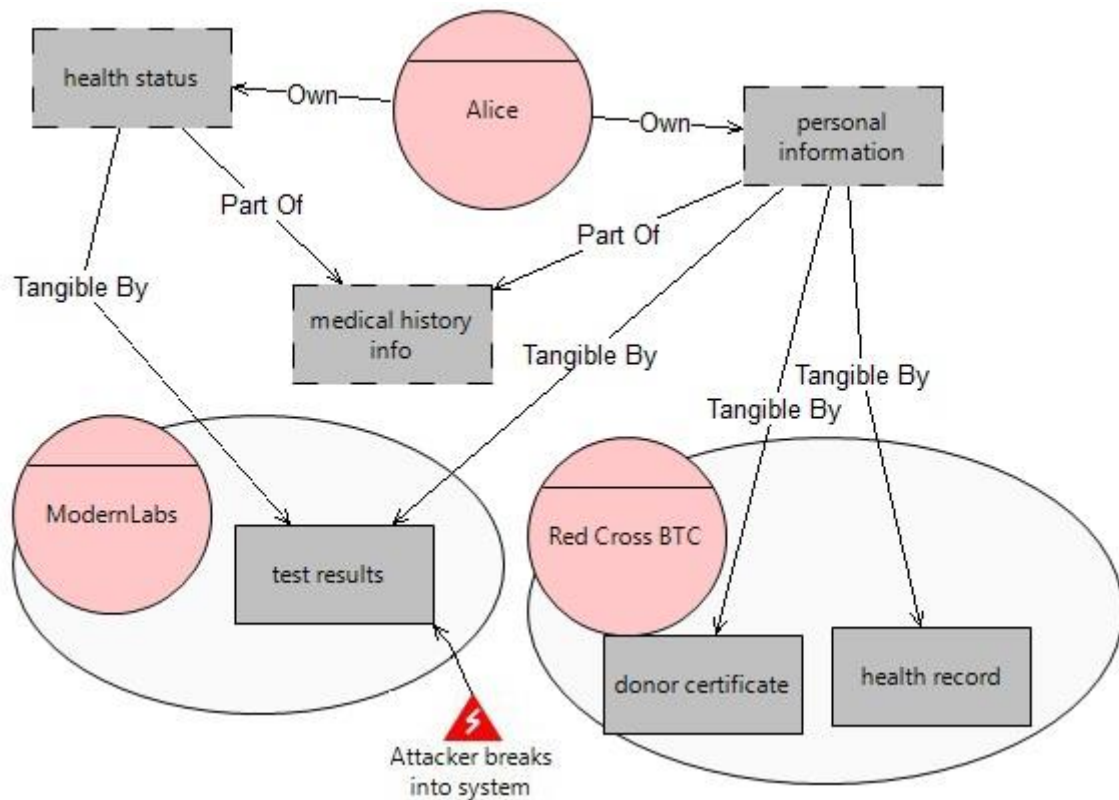 health status
Own
Alice
Own
personal
information
Part Of
Part Of
Tangible By
medical history
info
Tangible By
Tangible By
Tangible By
ModernLabs
test results
Red Cross BTC
donor certificate
health record
Attacker breaks
into system